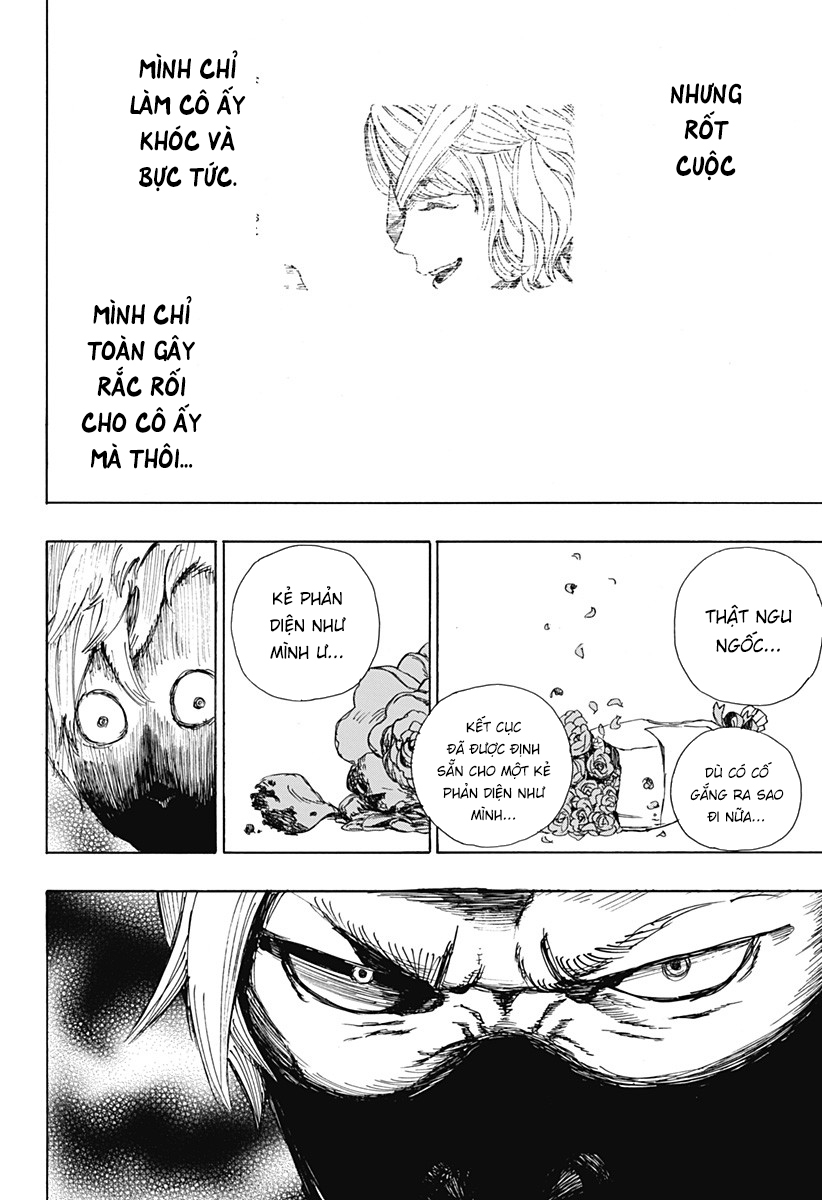 NHƯNG
RỐT
CUỘC
MÌNH CHỈ
LÀM CÔ ẤY
KHÓC VÀ
BỰC TỨC.
MÌNH CHỈ
TOÀN GÂY
RẮC RỐI
CHO CÔ ẤY
MÀ THÔI...
THẬT NGU
NGỐC...
DÙ CÓ CỐ
GẮNG RA SAO
ĐI NỮA...
KẾT CỤC
ĐÃ ĐƯỢC ĐỊNH
SẴN CHO MỘT KẺ
PHẢN DIỆN NHƯ
MÌNH...
KẺ PHẢN
DIỆN NHƯ
MÌNH Ư...